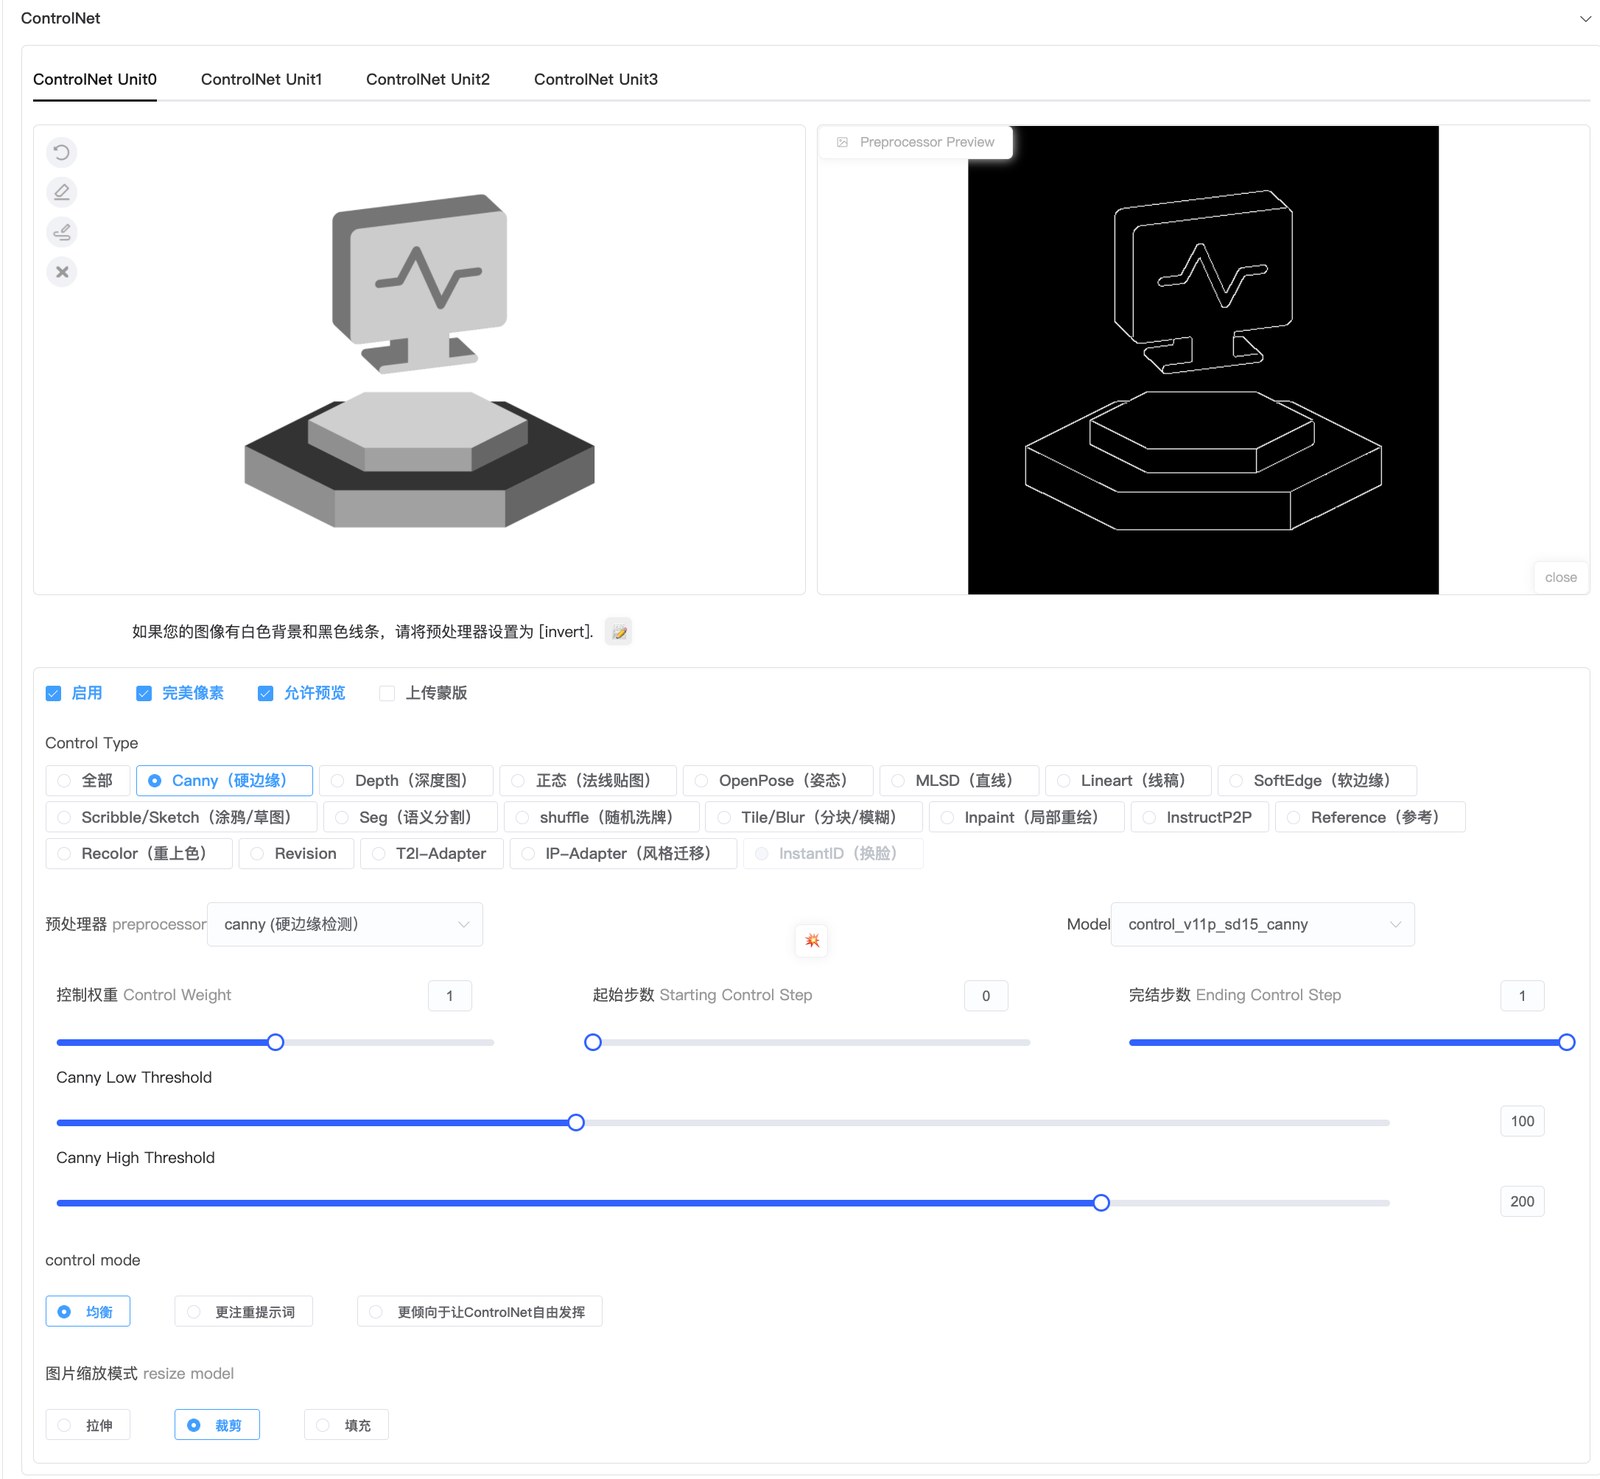 ControlNet
ControlNet Unit0 ControlNet Unit1 ControlNet Unit2 ControlNet Unit3
Preprocessor Preview
close
如果您的图像有白色背景和黑色线条，请将预处理器设置为 [invert].
启用 完美像素 允许预览 上传蒙版
Control Type
全部 Canny（硬边缘） Depth（深度图） 正态（法线贴图） OpenPose（姿态） MLSD（直线） Lineart（线稿） SoftEdge（软边缘）
Scribble/Sketch（涂鸦/草图） Seg（语义分割） shuffle（随机洗牌） Tile/Blur（分块/模糊） Inpaint（局部重绘） InstructP2P Reference（参考）
Recolor（重上色） Revision T2I-Adapter IP-Adapter（风格迁移） InstantID（换脸）
预处理器 preprocessor canny (硬边缘检测) Model control_v11p_sd15_canny
控制权重 Control Weight 1 起始步数 Starting Control Step 0 完结步数 Ending Control Step 1
Canny Low Threshold
100
Canny High Threshold
200
control mode
均衡 更注重提示词 更倾向于让ControlNet自由发挥
图片缩放模式 resize model
拉伸 裁剪 填充